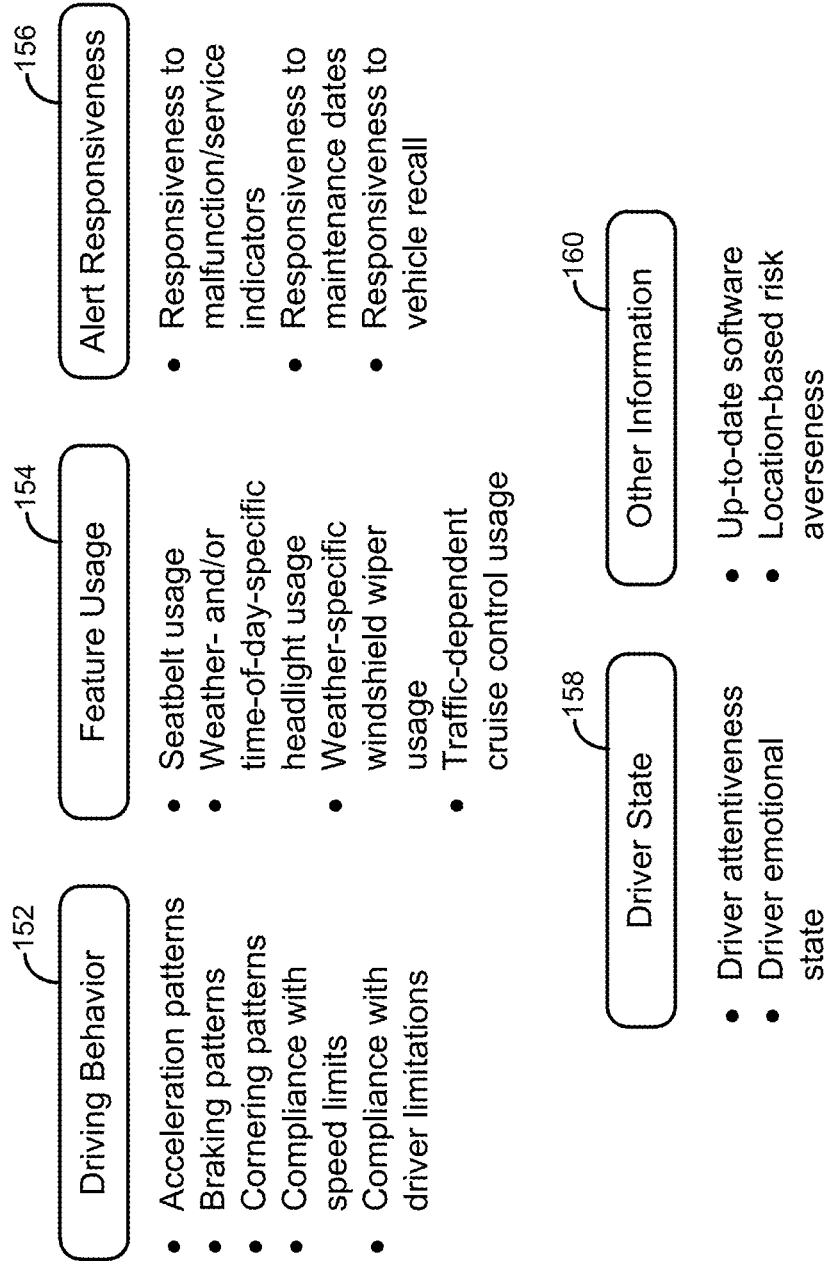 152
Driving Behavior
• Acceleration patterns
• Braking patterns
• Cornering patterns
• Compliance with
speed limits
• Compliance with
driver limitations
154
Feature Usage
• Seatbelt usage
• Weather- and/or
time-of-day-specific
headlight usage
• Weather-specific
windshield wiper
usage
• Traffic-dependent
cruise control usage
156
Alert Responsiveness
• Responsiveness to
malfunction/service
indicators
• Responsiveness to
maintenance dates
• Responsiveness to
vehicle recall
158
Driver State
• Driver attentiveness
• Driver emotional
state
160
Other Information
• Up-to-date software
• Location-based risk
averseness